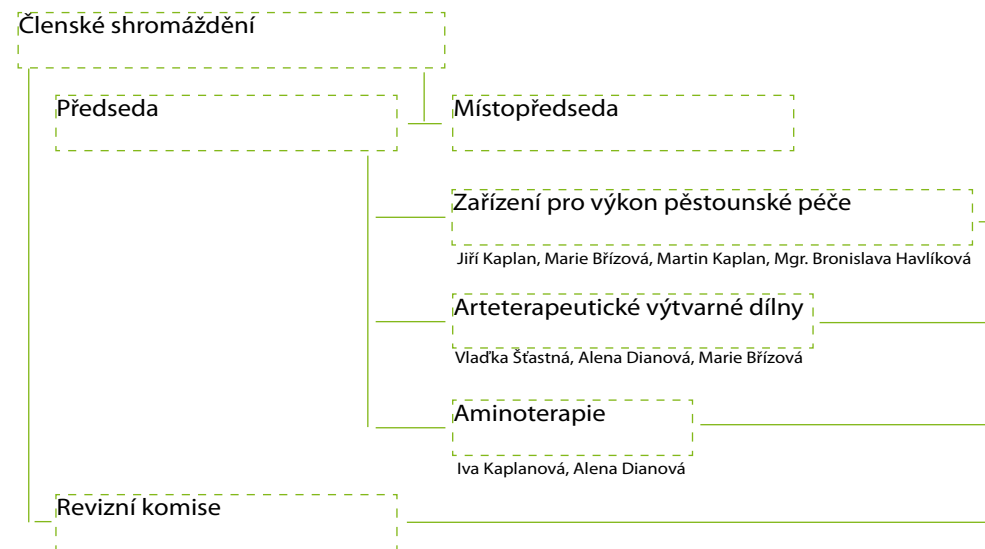 Členské shromáždění
Předseda
Místopředseda
Zařízení pro výkon pěstounské péče
Jiří Kaplan, Marie Břízová, Martin Kaplan, Mgr. Bronislava Havlíková
Arteterapeutické výtvarné dílny
Vlaďka Šťastná, Alena Dianová, Marie Břízová
Aminoterapie
Iva Kaplanová, Alena Dianová
Revizní komise